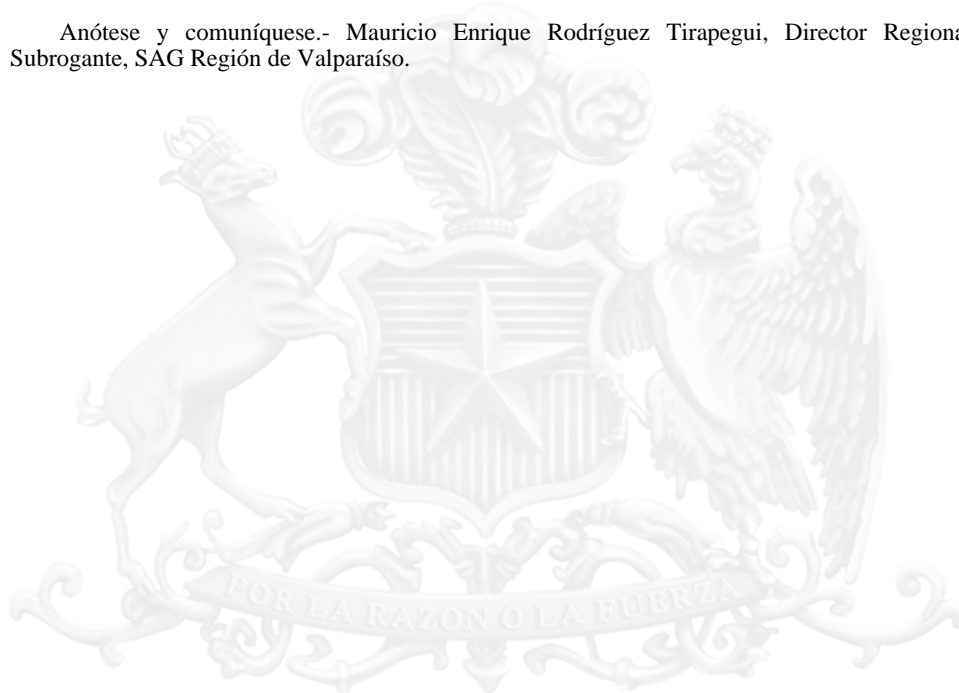 Anótese y comuníquese.- Mauricio Enrique Rodríguez Tirapegui, Director Regiona
Subrogante, SAG Región de Valparaíso.
POR LA RAZON O LA FUERZA